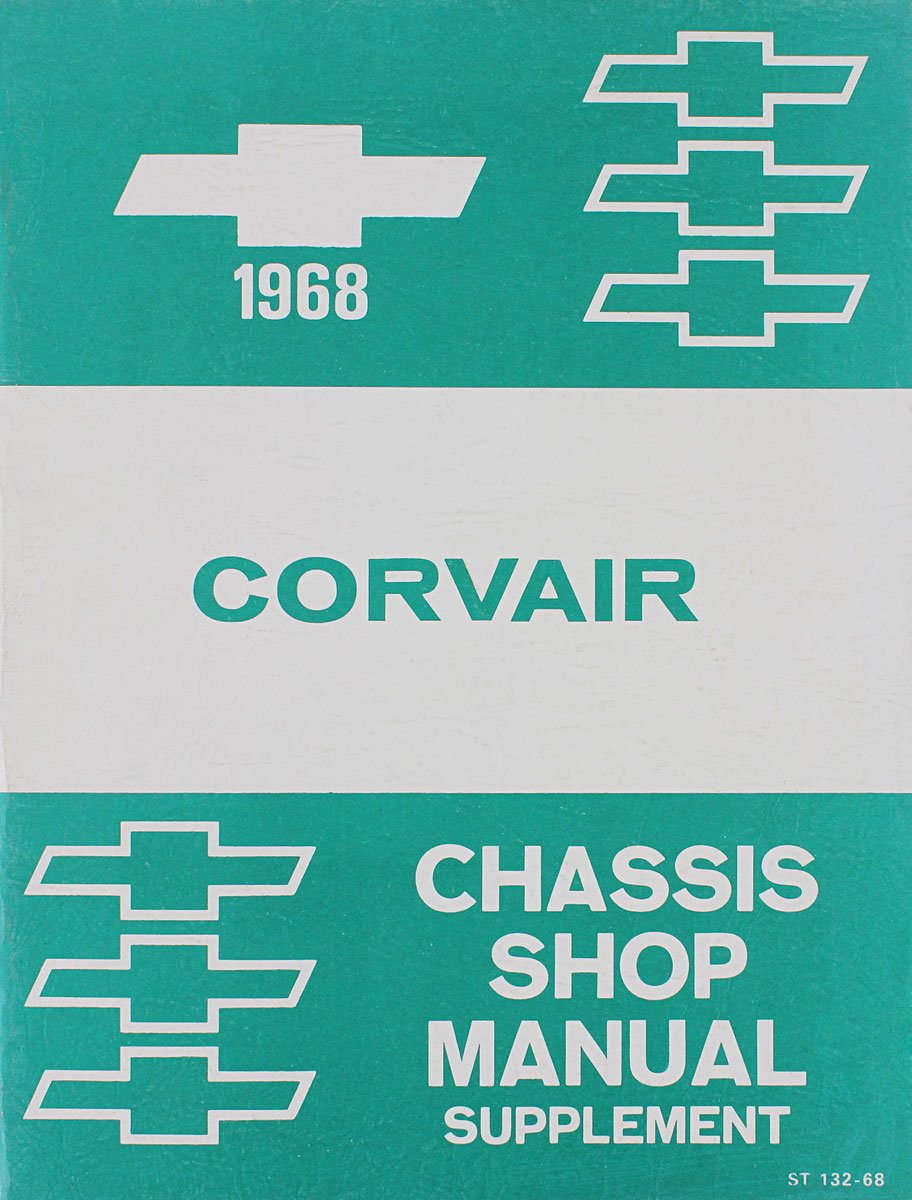 1968
CORVAIR
CHASSIS
SHOP
MANUAL
SUPPLEMENT
ST 132-68